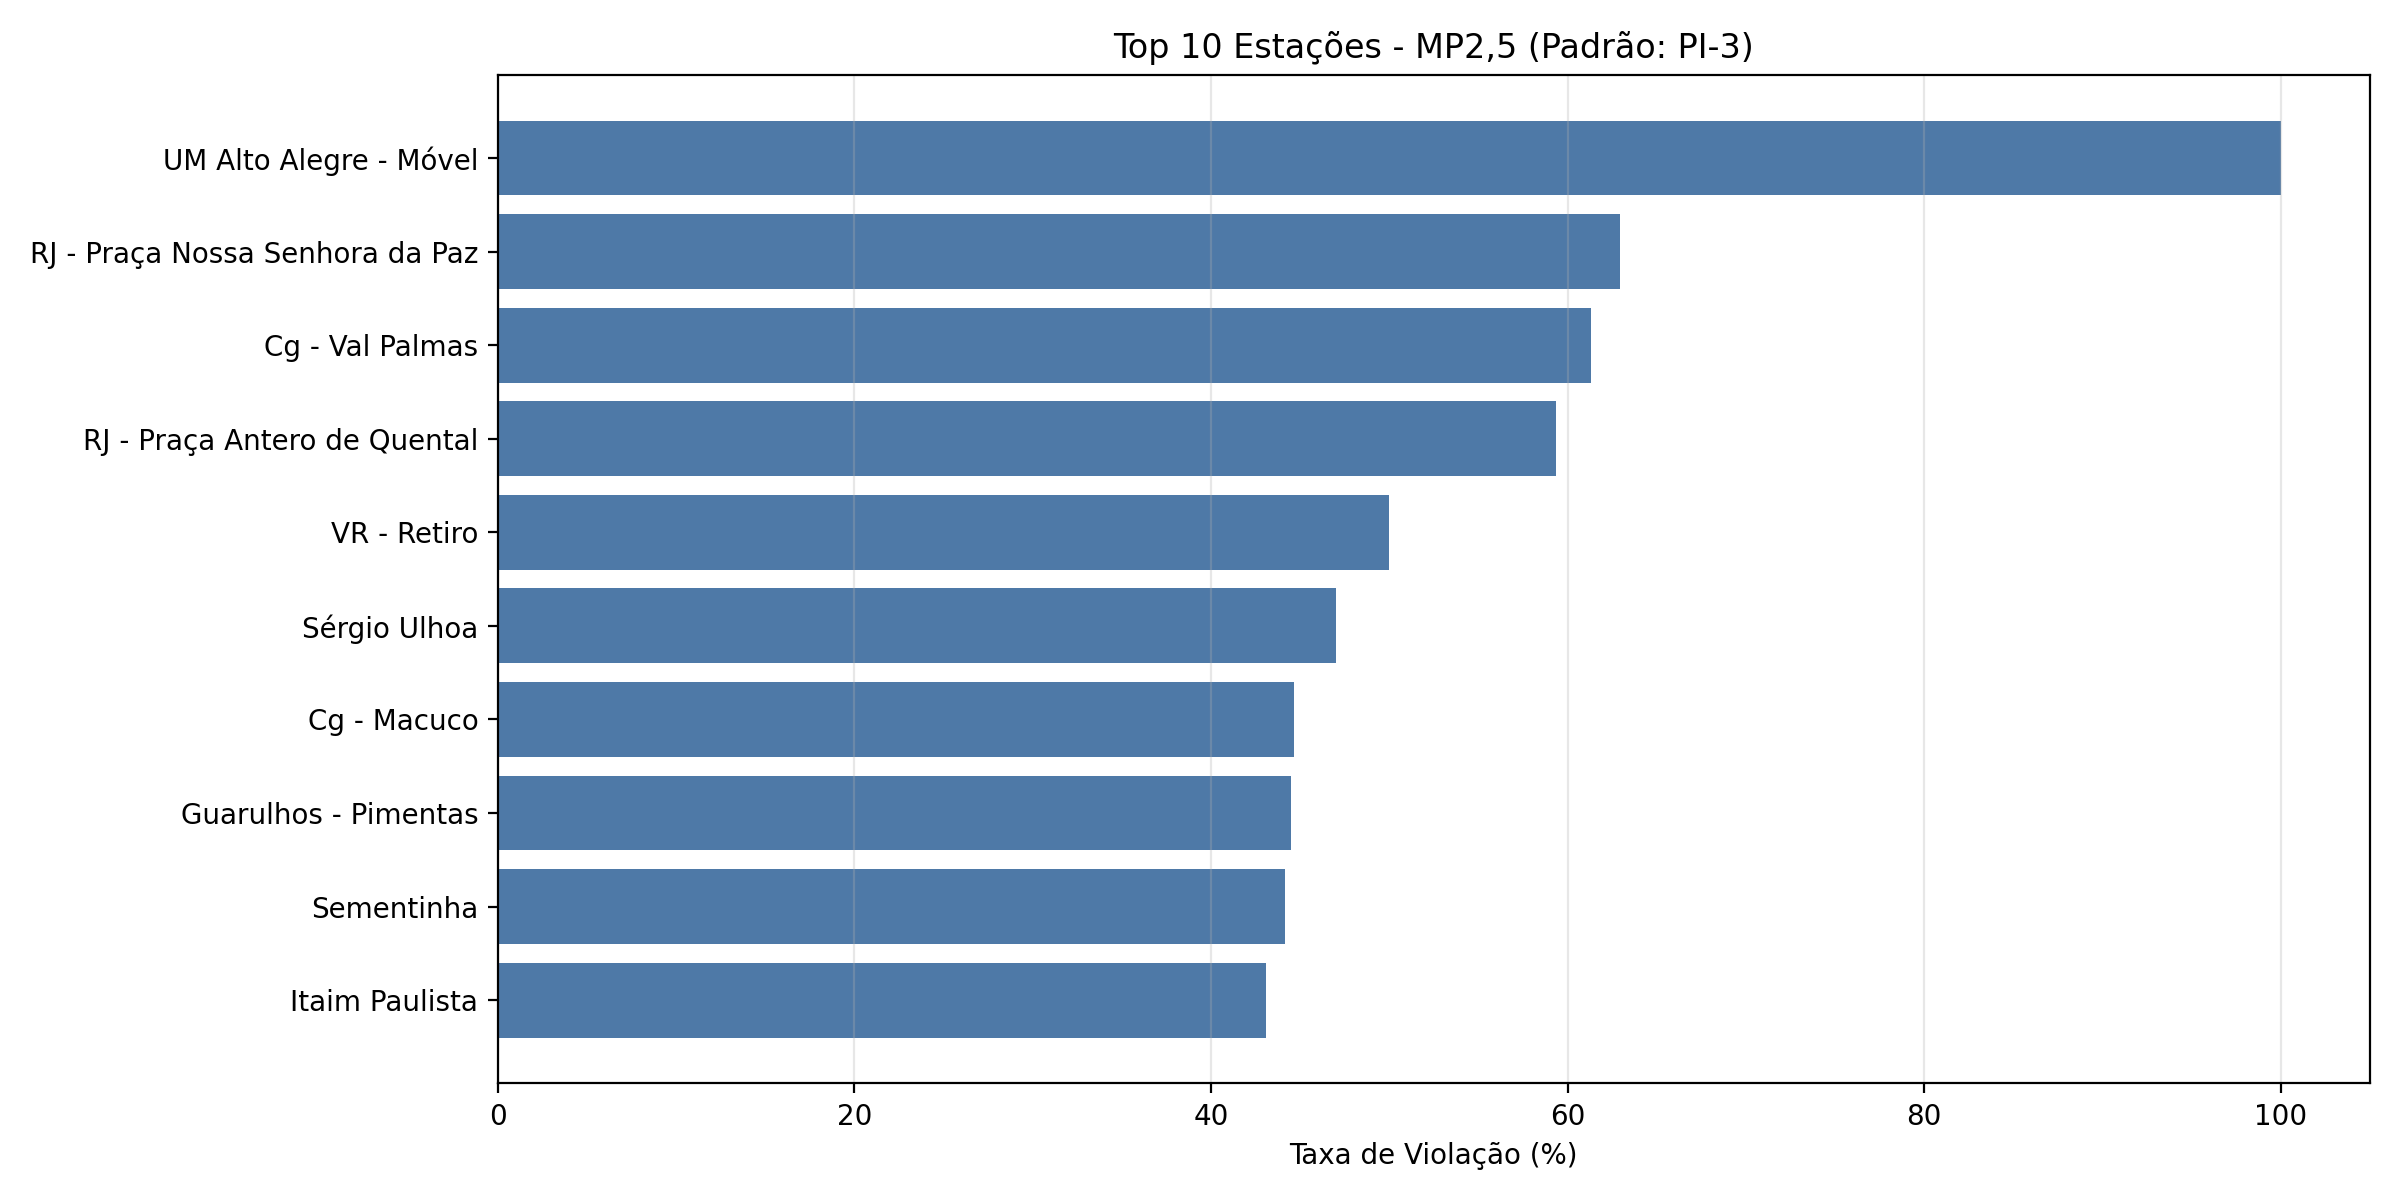 Top 10 Estações - MP2,5 (Padrão: PI-3)
UM Alto Alegre - Móvel
RJ - Praça Nossa Senhora da Paz
Cg - Val Palmas
RJ - Praça Antero de Quental
VR - Retiro
Sérgio Ulhoa
Cg - Macuco
Guarulhos - Pimentas
Sementinha
Itaim Paulista
0 20 40 60 80 100
Taxa de Violação (%)